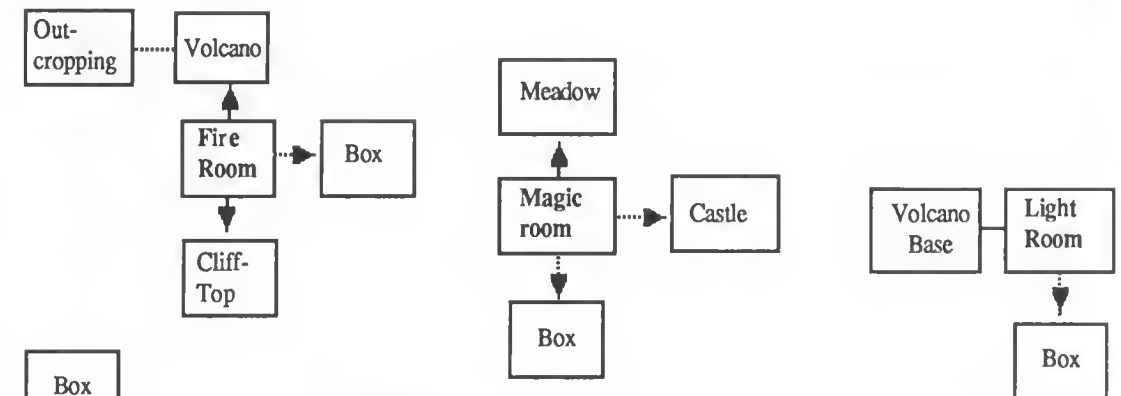 Out-
cropping
Volcano
Fire
Room
Box
Cliff-
Top
Meadow
Magic
room
Castle
Box
Volcano
Base
Light
Room
Box
Box